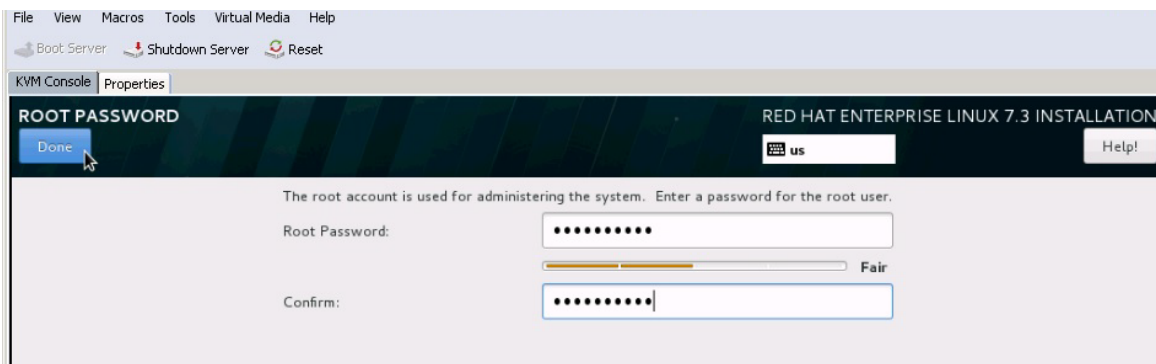 File View Macros Tools Virtual Media Help
Boot Server Shutdown Server Reset
KVM Console Properties
ROOT PASSWORD RED HAT ENTERPRISE LINUX 7.3 INSTALLATION
Done us Help!
The root account is used for administering the system. Enter a password for the root user.
Root Password: ••••••••••
Fair
Confirm: ••••••••••